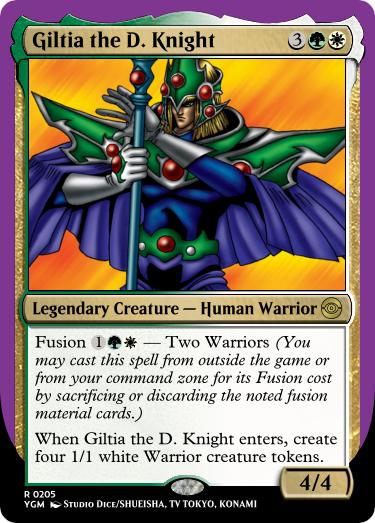 Giltia the D. Knight 3
Legendary Creature — Human Warrior
Fusion 1 — Two Warriors (You
may cast this spell from outside the game or
from your command zone for its Fusion cost
by sacrificing or discarding the noted fusion
material cards.)
When Giltia the D. Knight enters, create
four 1/1 white Warrior creature tokens.
4/4
R 0205
YGM STUDIO DICE/SHUEISHA, TV TOKYO, KONAMI